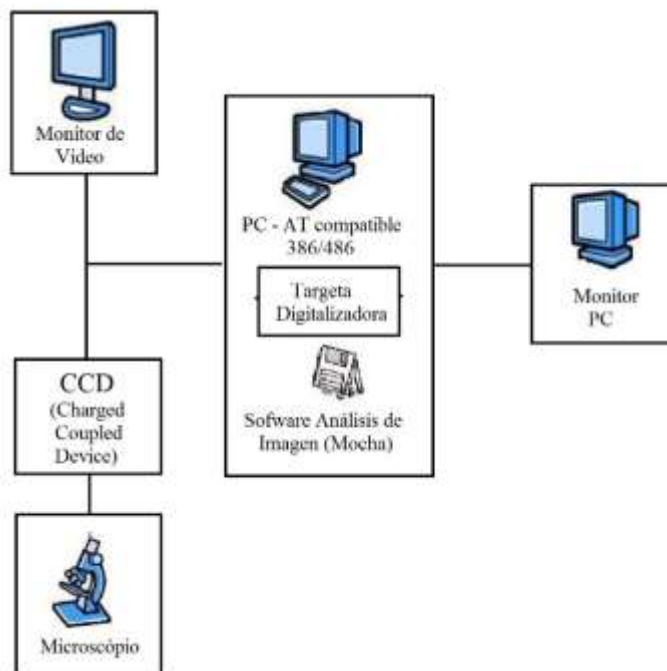 Monitor de
Video
PC - AT compatible
386/486
Targeta
Digitalizadora
Sofware Análisis de
Imagen (Mocha)
Monitor
PC
CCD
(Charged
Coupled
Device)
Microscópio